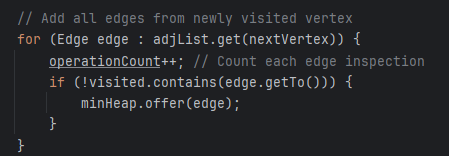 // Add all edges from newly visited vertex
for (Edge edge : adjList.get(nextVertex)) {
    operationCount++; // Count each edge inspection
    if (!visited.contains(edge.getTo())) {
        minHeap.offer(edge);
    }
}